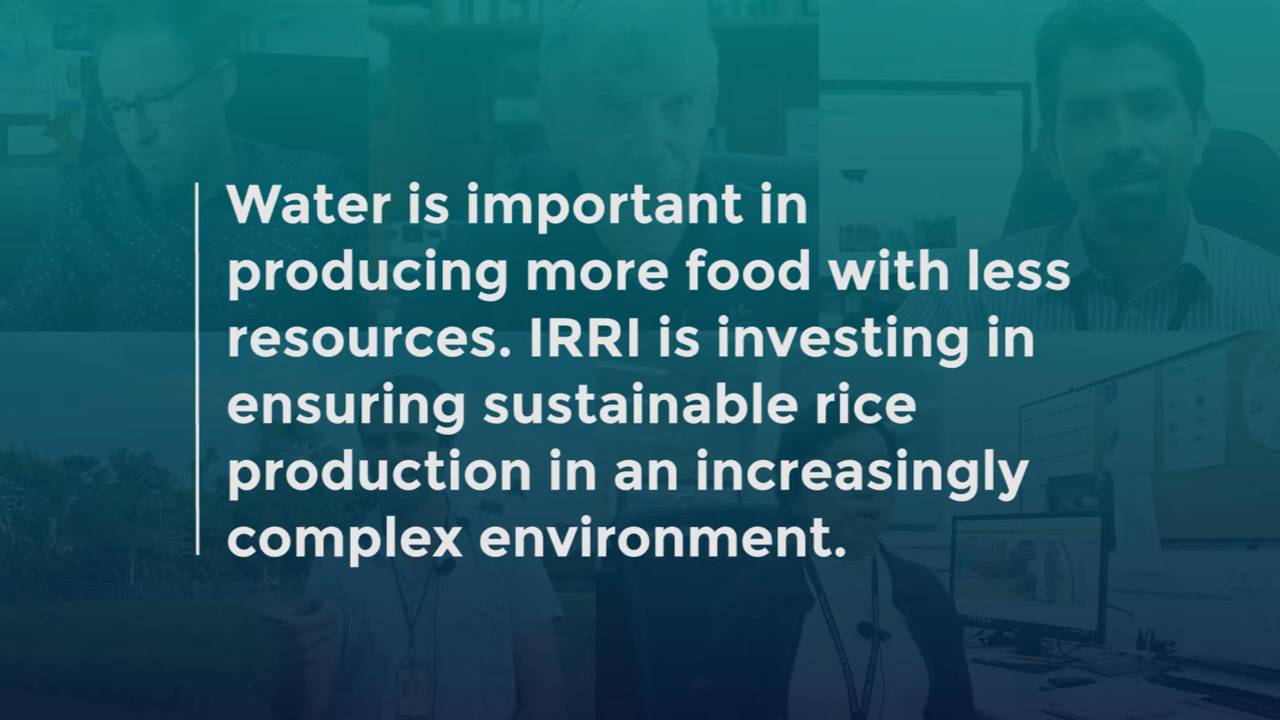 Water is important in
producing more food with less
resources. IRRI is investing in
ensuring sustainable rice
production in an increasingly
complex environment.